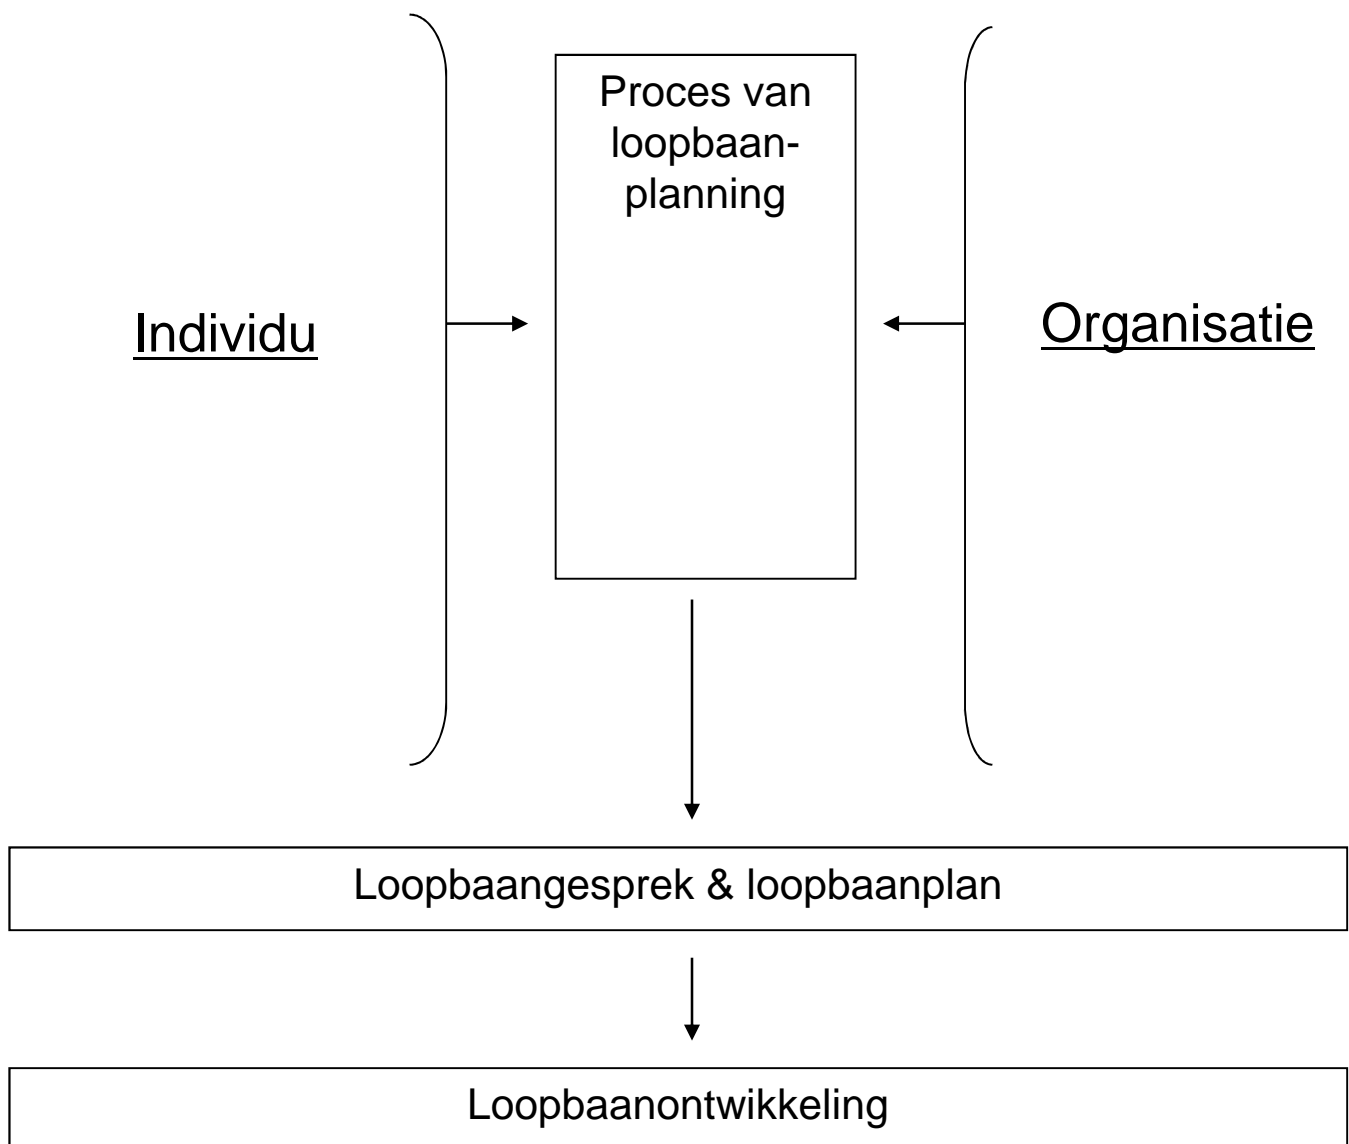 Proces van
loopbaan-
planning
Individu
Organisatie
Loopbaangesprek & loopbaanplan
Loopbaanontwikkeling